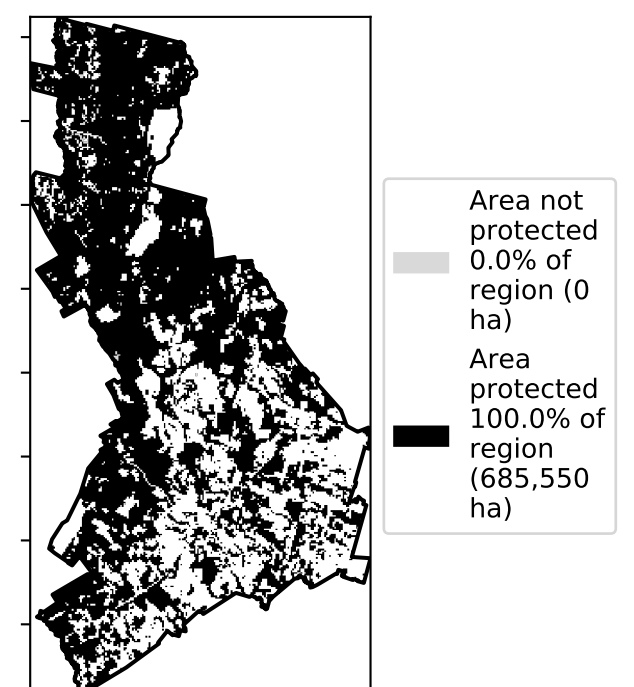 Area not
protected
0.0% of
region (0
ha)
Area
protected
100.0% of
region
(685,550
ha)